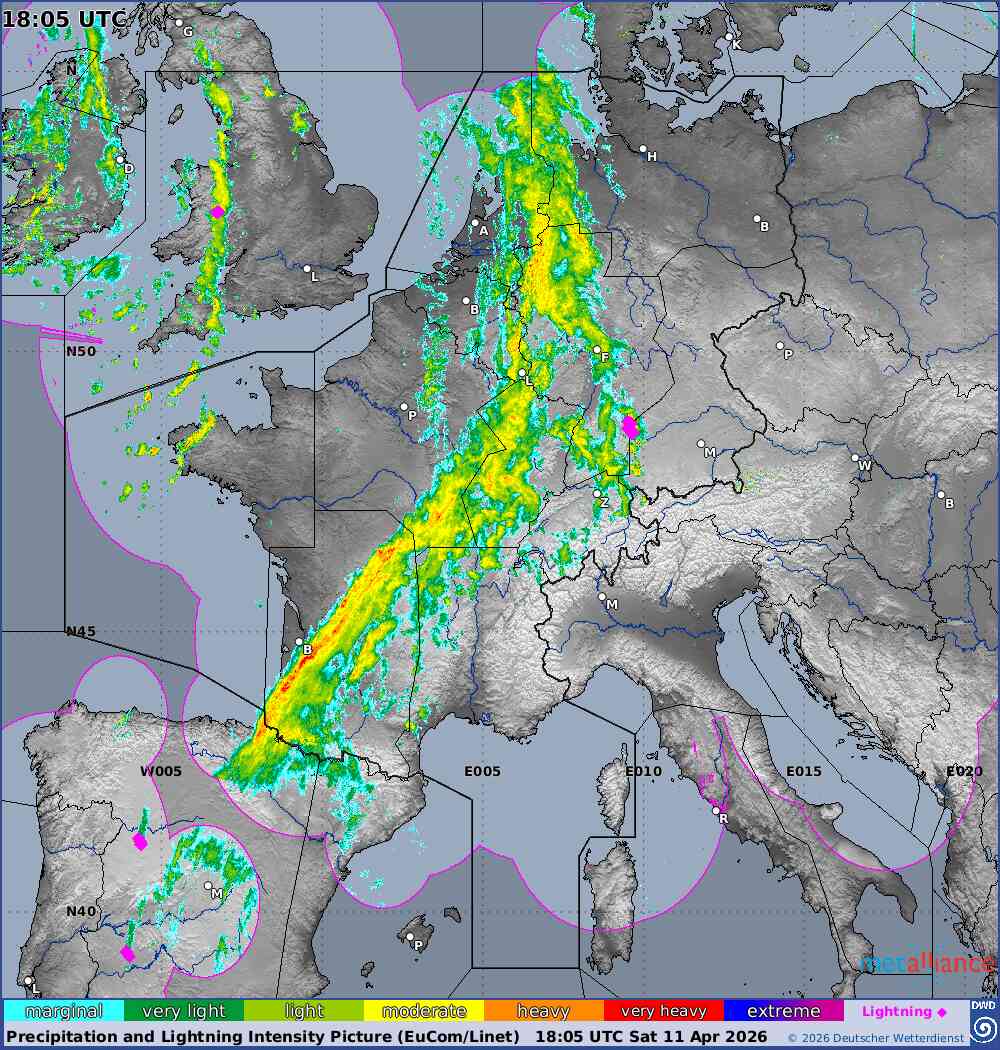 18:05 UTC
G
K
N
D
H
B
A
L
B
N50
F
P
L
P
M
W
Z
B
M
N45
B
W005
E005
E010
E015
E020
R
M
N40
P
L
metalliance
marginal very light light moderate heavy very heavy extreme Lightning
DWD
Precipitation and Lightning Intensity Picture (EuCom/Linet) 18:05 UTC Sat 11 Apr 2026 © 2026 Deutscher Wetterdienst